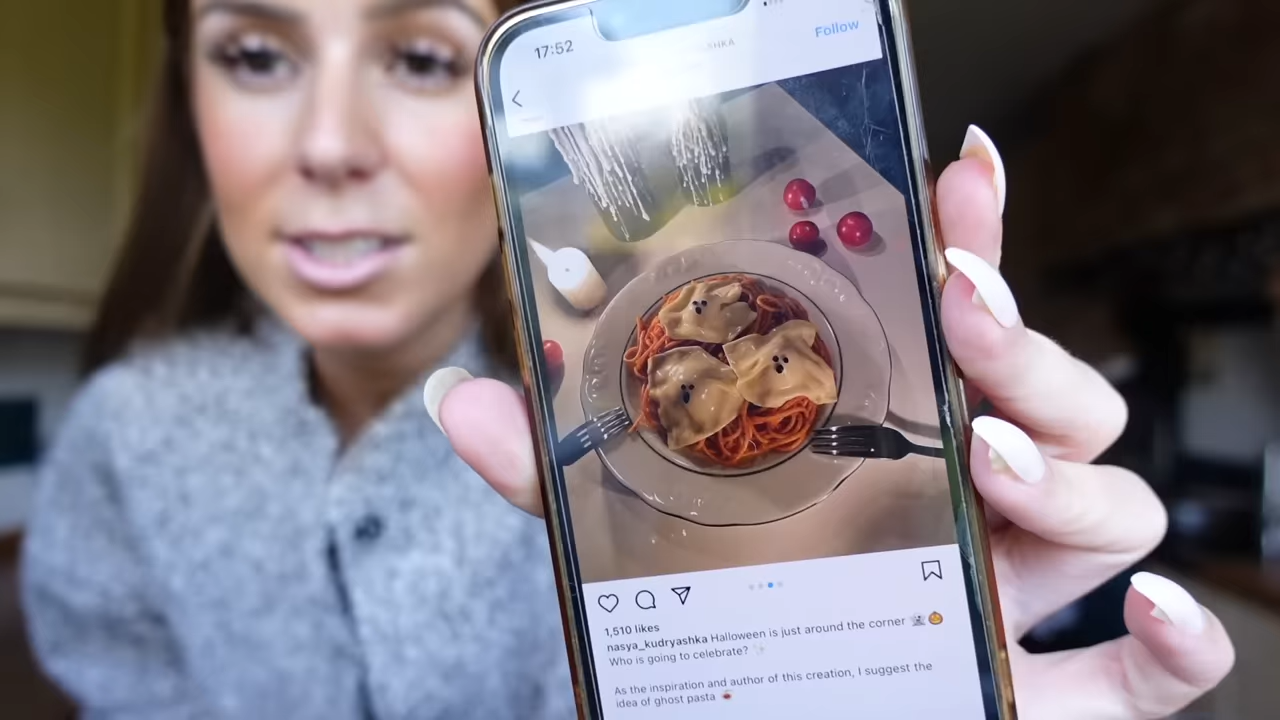 17:52
Follow
1,510 likes
nasya_kudryashka Halloween is just around the corner 👻🎃
Who is going to celebrate? ✨
As the inspiration and author of this creation, I suggest the
idea of ghost pasta 🍝